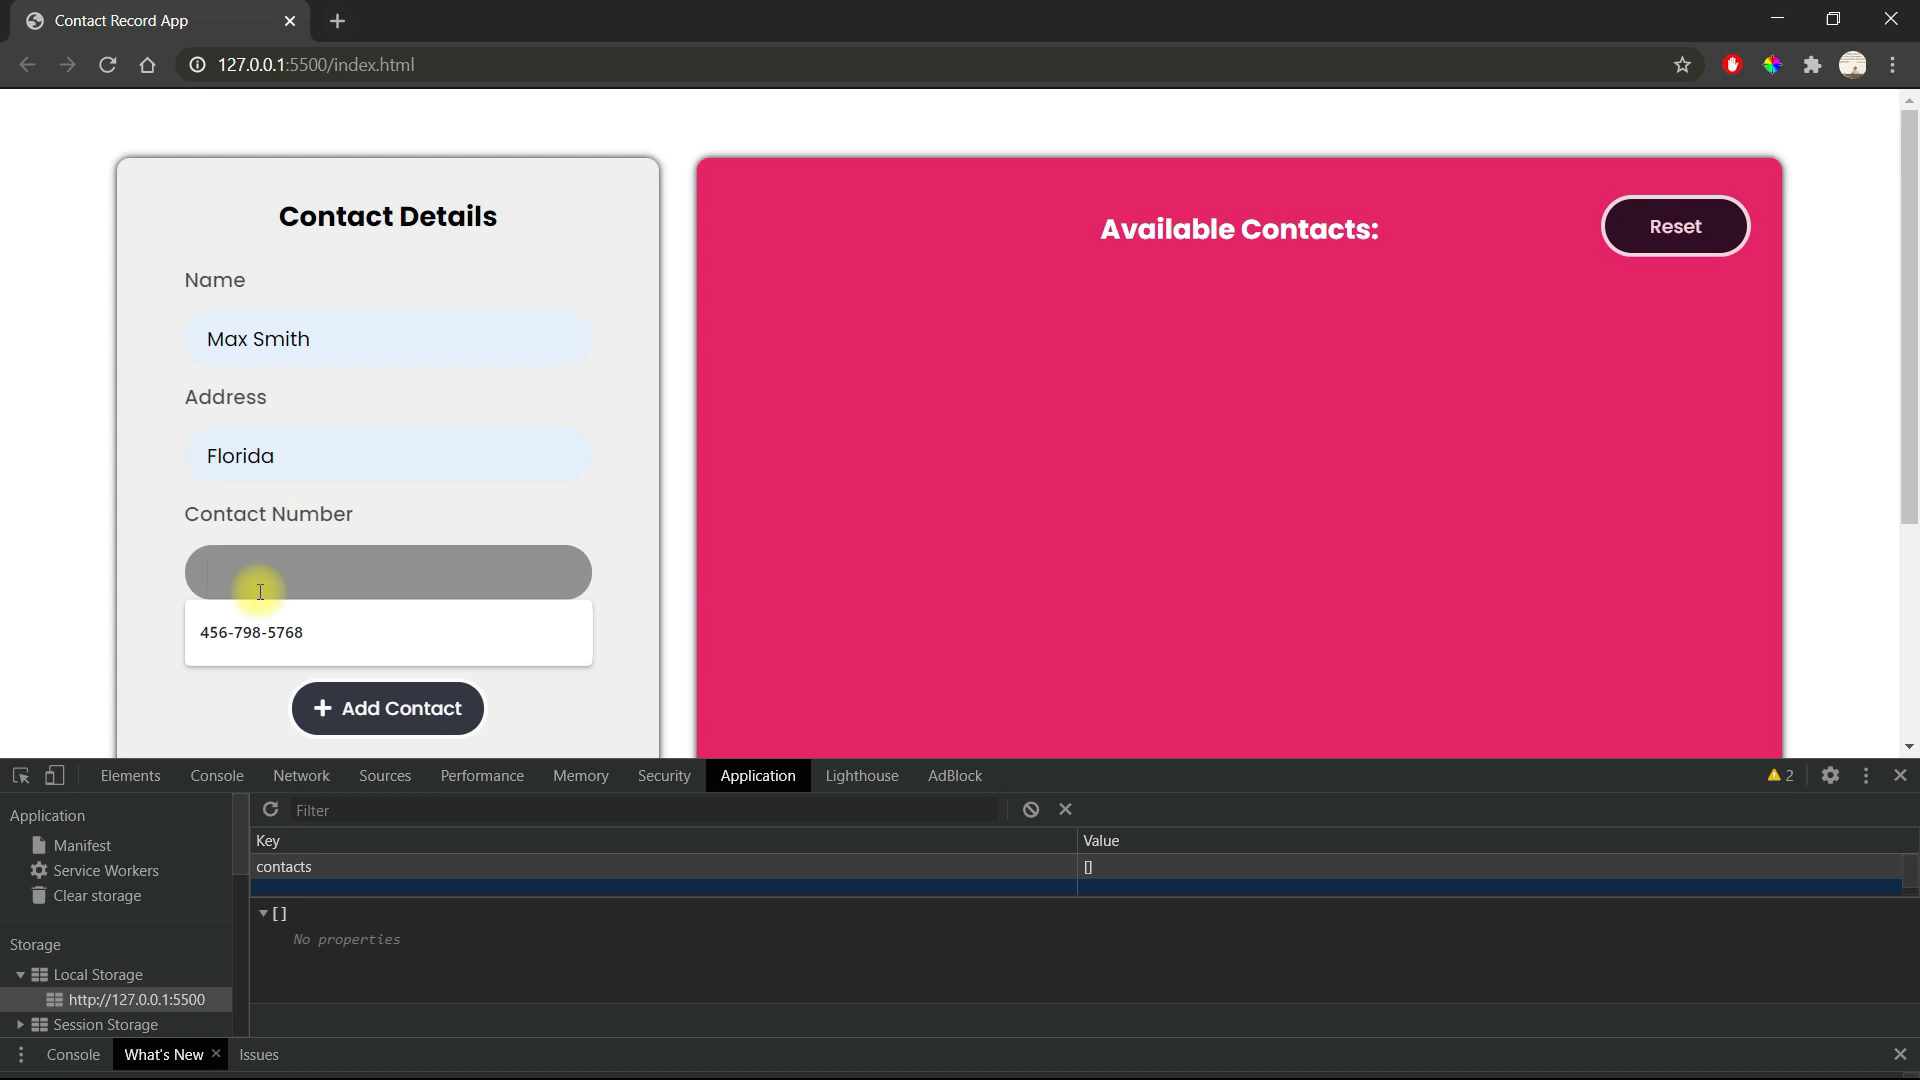 Contact Record App
127.0.0.1:5500/index.html
Contact Details
Name
Max Smith
Address
Florida
Contact Number
456-798-5768
Add Contact
Available Contacts:
Reset
Elements Console Network Sources Performance Memory Security Application Lighthouse AdBlock 2
Application
Manifest
Service Workers
Clear storage
Storage
Local Storage
http://127.0.0.1:5500
Session Storage
Filter
Key Value
contacts []
[]
No properties
Console What's New Issues